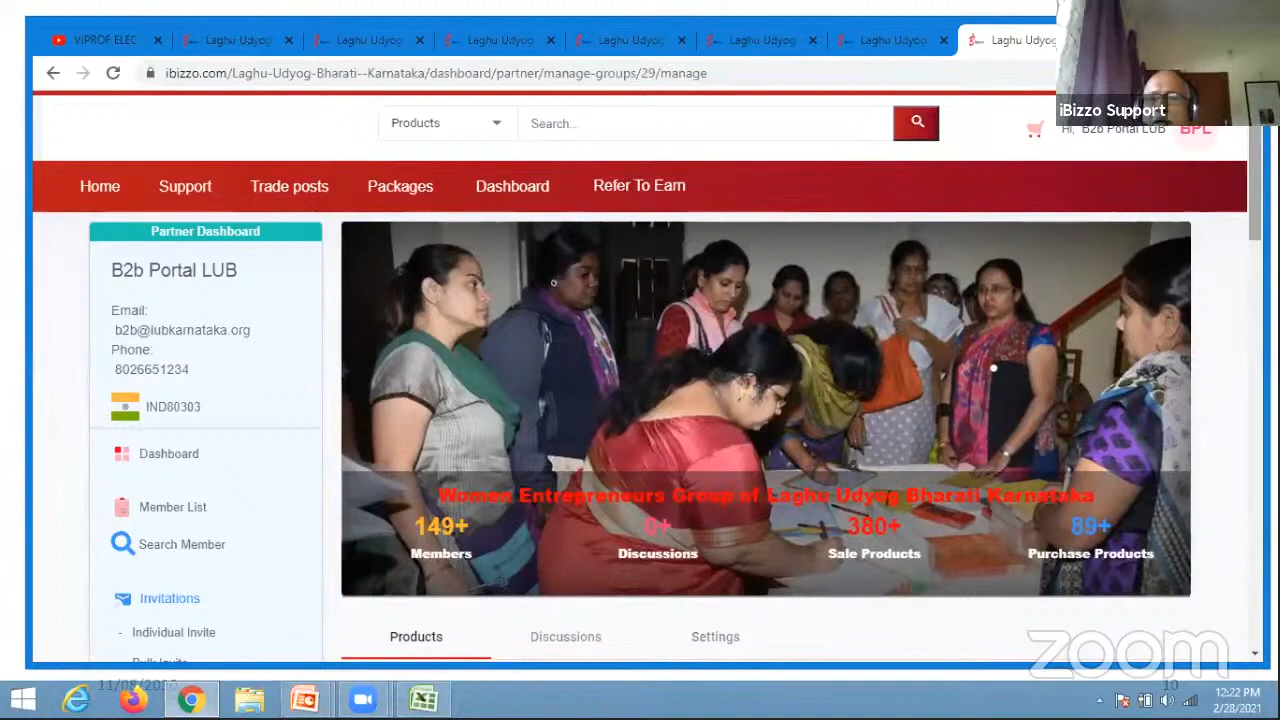 VIPROF ELEC
Laghu Udyog
Laghu Udyog
Laghu Udyog
Laghu Udyog
Laghu Udyog
Laghu Udyog
Laghu Udyog
ibizzo.com/Laghu-Udyog-Bharati--Karnataka/dashboard/partner/manage-groups/29/manage
iBizzo Support
Products
Search...
Hi, B2b Portal LUB
BPL
Home
Support
Trade posts
Packages
Dashboard
Refer To Earn
Partner Dashboard
B2b Portal LUB
Email:
b2b@lubkarnataka.org
Phone:
8026651234
IND80303
Dashboard
Member List
Search Member
Invitations
- Individual Invite
Bulk Invite
Women Entrepreneurs Group of Laghu Udyog Bharati Karnataka
149+
0+
380+
89+
Members
Discussions
Sale Products
Purchase Products
Products
Discussions
Settings
zoom
10
12:22 PM
2/28/2021